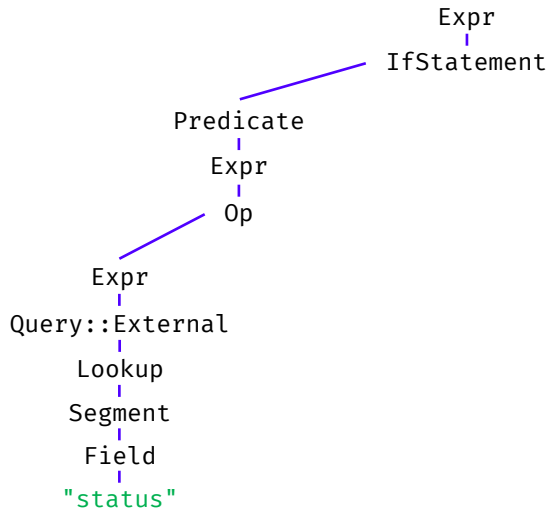 Expr
IfStatement
Predicate
Expr
Op
Expr
Query::External
Lookup
Segment
Field
"status"